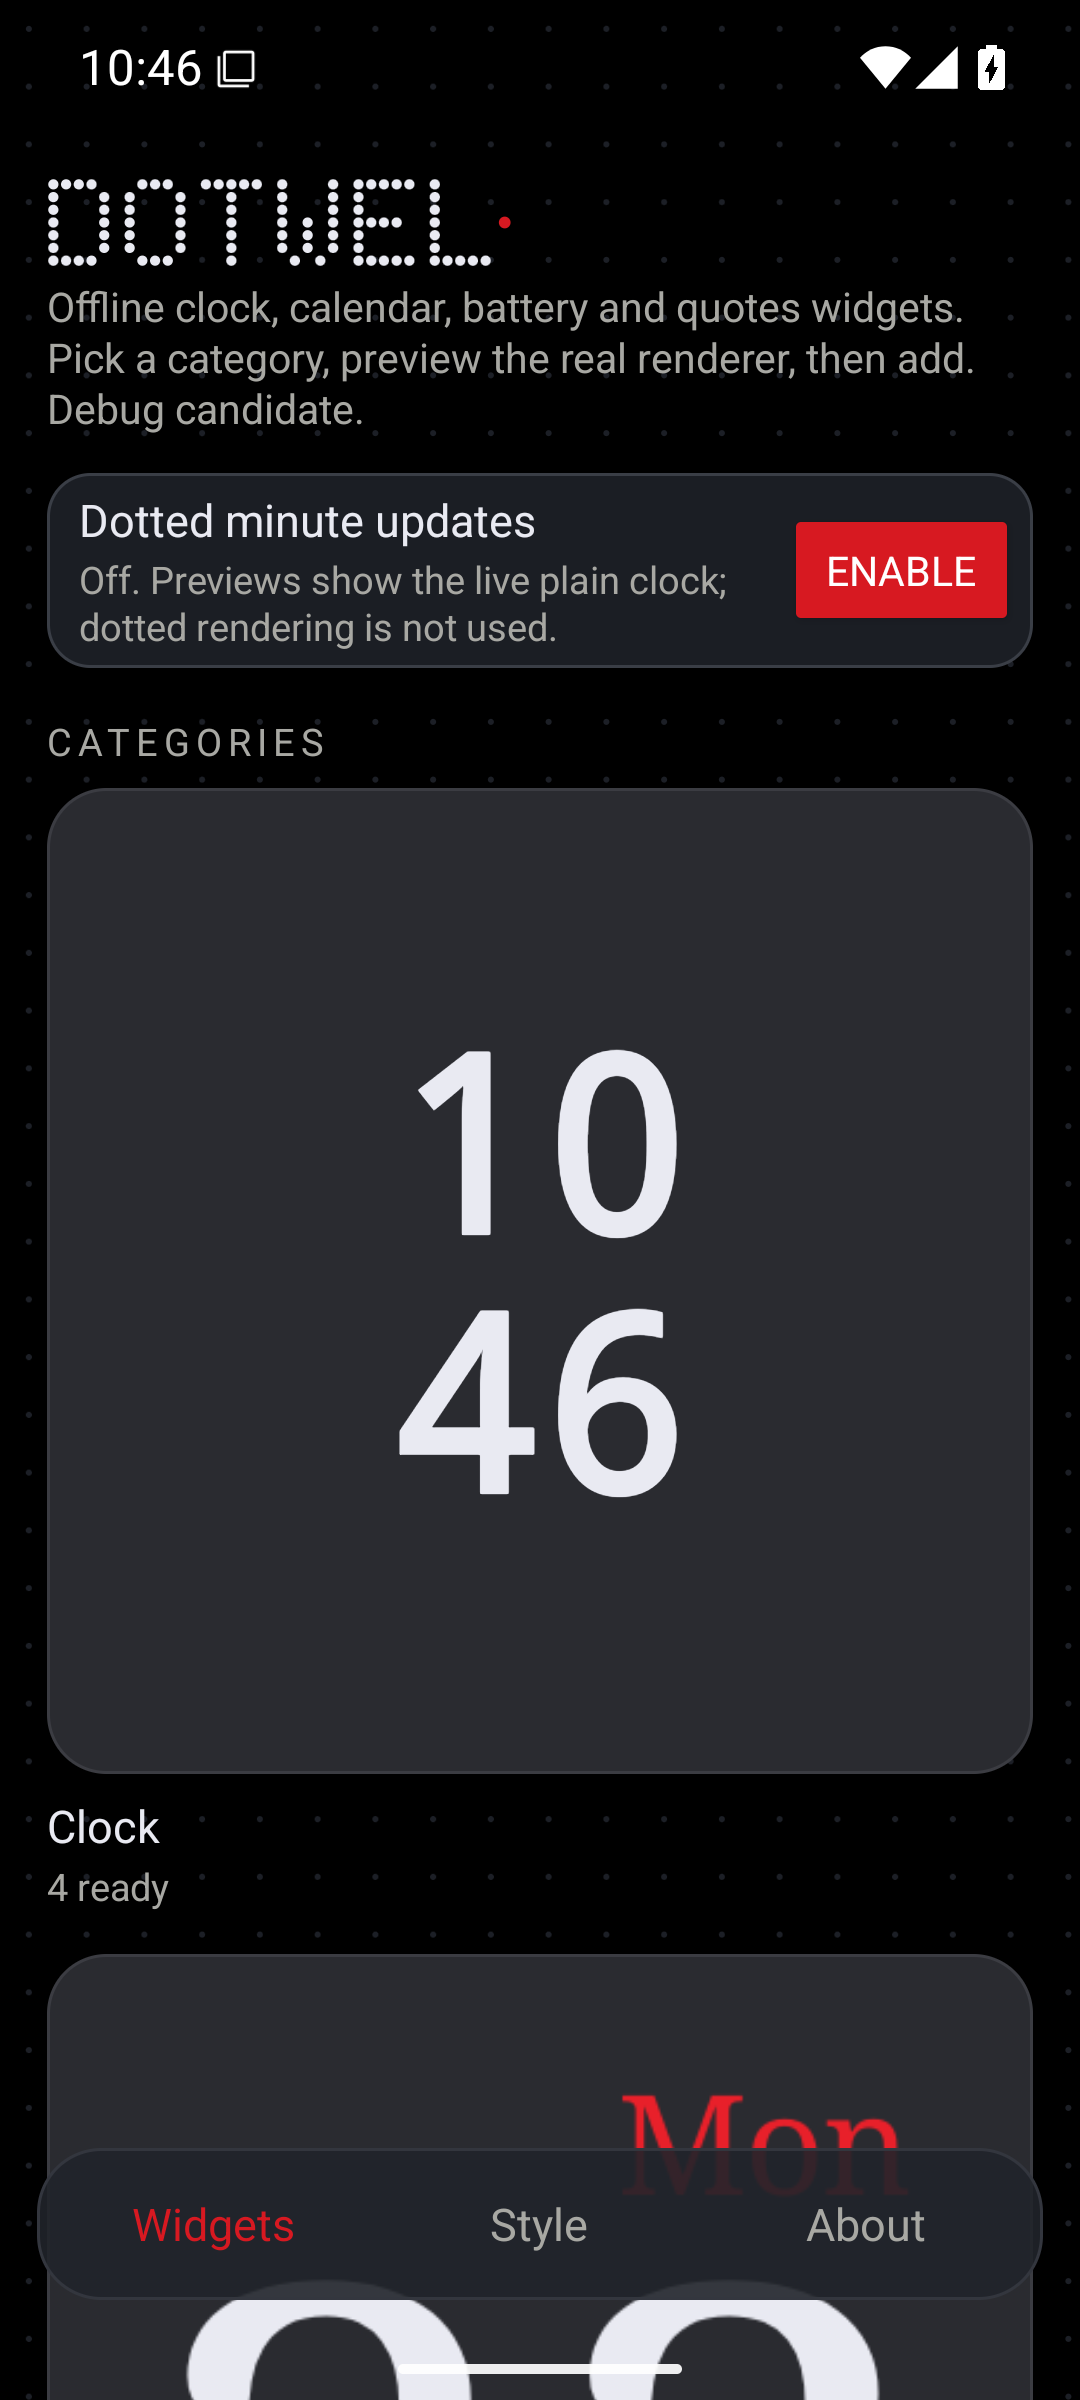 10:46
DOTWEL.
Offline clock, calendar, battery and quotes widgets.
Pick a category, preview the real renderer, then add.
Debug candidate.
Dotted minute updates
Off. Previews show the live plain clock;
dotted rendering is not used.
ENABLE
CATEGORIES
10
46
Clock
4 ready
Mon
Widgets
Style
About